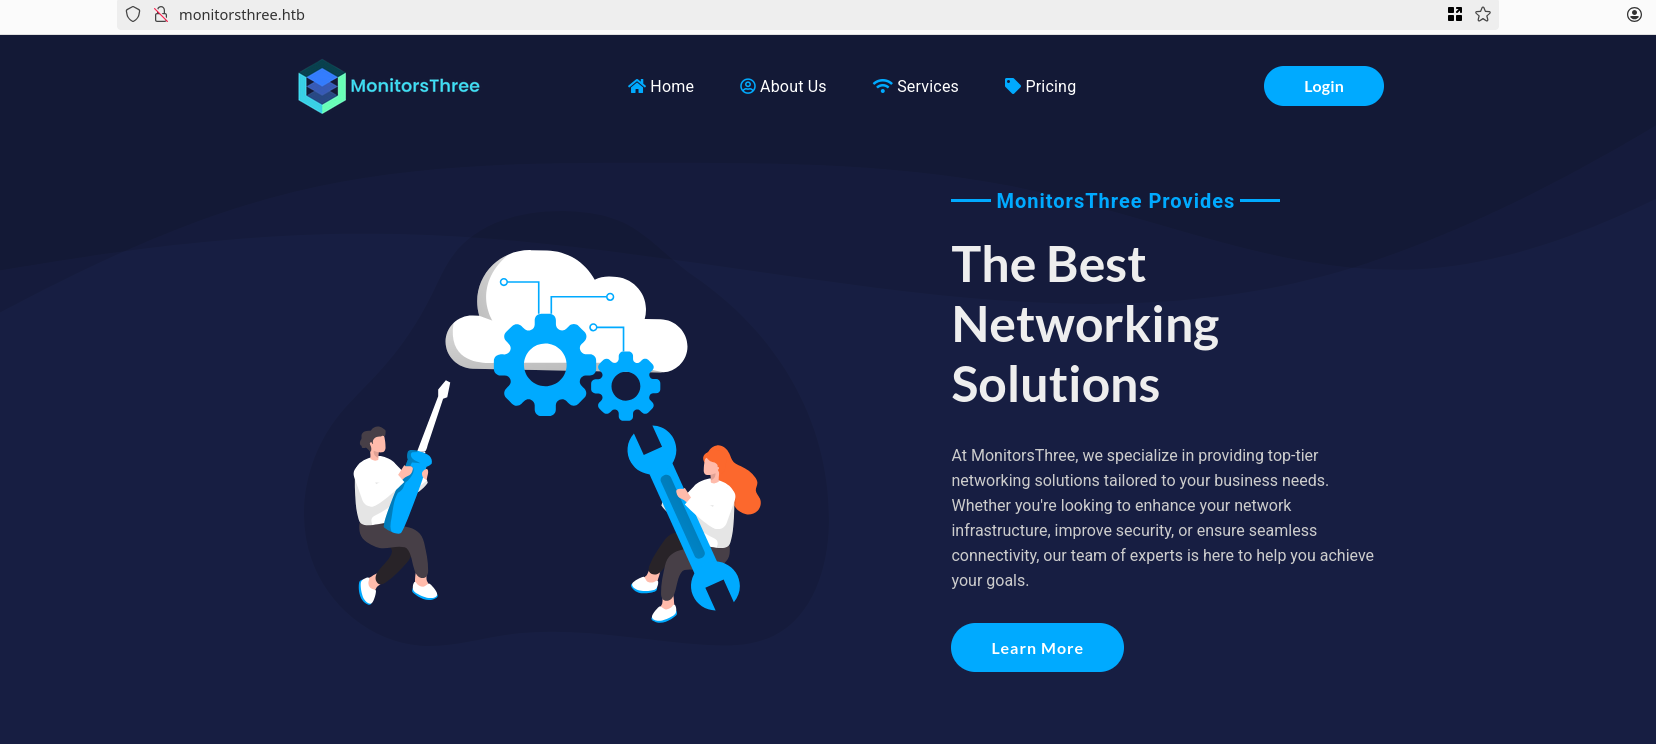 monitorsthree.htb
MonitorsThree
Home
About Us
Services
Pricing
Login
MonitorsThree Provides
The Best
Networking
Solutions
At MonitorsThree, we specialize in providing top-tier
networking solutions tailored to your business needs.
Whether you're looking to enhance your network
infrastructure, improve security, or ensure seamless
connectivity, our team of experts is here to help you achieve
your goals.
Learn More